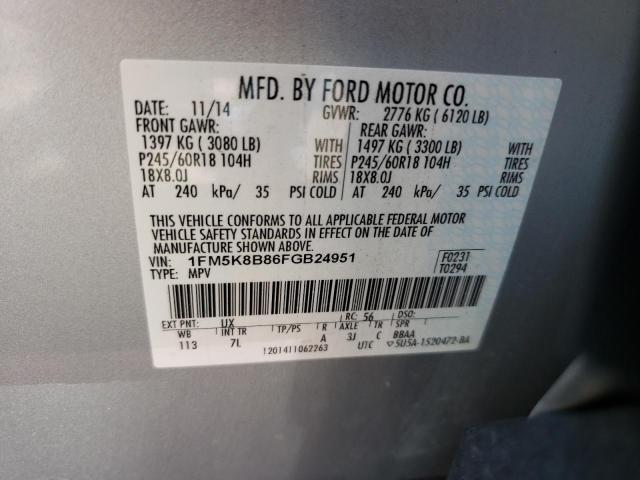 MFD. BY FORD MOTOR CO.
DATE: 11/14 GVWR: 2776 KG ( 6120 LB)
FRONT GAWR: REAR GAWR:
1397 KG ( 3080 LB) WITH 1497 KG ( 3300 LB) WITH
P245/60R18 104H TIRES P245/60R18 104H TIRES
18X8.0J RIMS 18X8.0J RIMS
AT 240 kPa/ 35 PSI COLD AT 240 kPa/ 35 PSI COLD
THIS VEHICLE CONFORMS TO ALL APPLICABLE FEDERAL MOTOR
VEHICLE SAFETY STANDARDS IN EFFECT ON THE DATE OF
MANUFACTURE SHOWN ABOVE.
VIN: 1FM5K8B86FGB24951 F0231
TYPE: MPV T0294
EXT PNT: UX RC: 56 DSO:
WB INT TR TP/PS R AXLE TR SPR
113 7L A 3J C BBAA
1201411062263 UTC 5U5A-1520472-BA